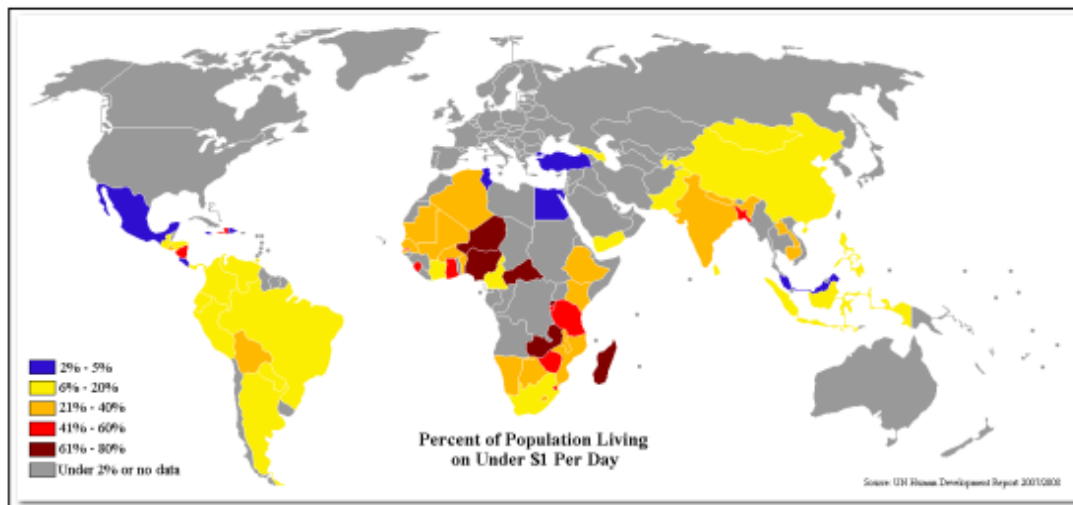 2% - 5%
6% - 20%
21% - 40%
41% - 60%
61% - 80%
Under 2% or no data
Percent of Population Living
on Under $1 Per Day
Source: UN Human Development Report 2007/2008